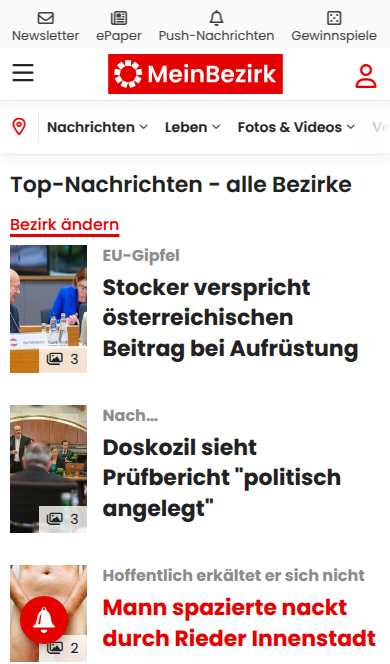 Newsletter ePaper Push-Nachrichten Gewinnspiele
MeinBezirk
Nachrichten Leben Fotos & Videos
Top-Nachrichten - alle Bezirke
Bezirk ändern
EU-Gipfel
Stocker verspricht
österreichischen
Beitrag bei Aufrüstung
3
Nach...
Doskozil sieht
Prüfbericht "politisch
angelegt"
3
Hoffentlich erkältet er sich nicht
Mann spazierte nackt
durch Rieder Innenstadt
2